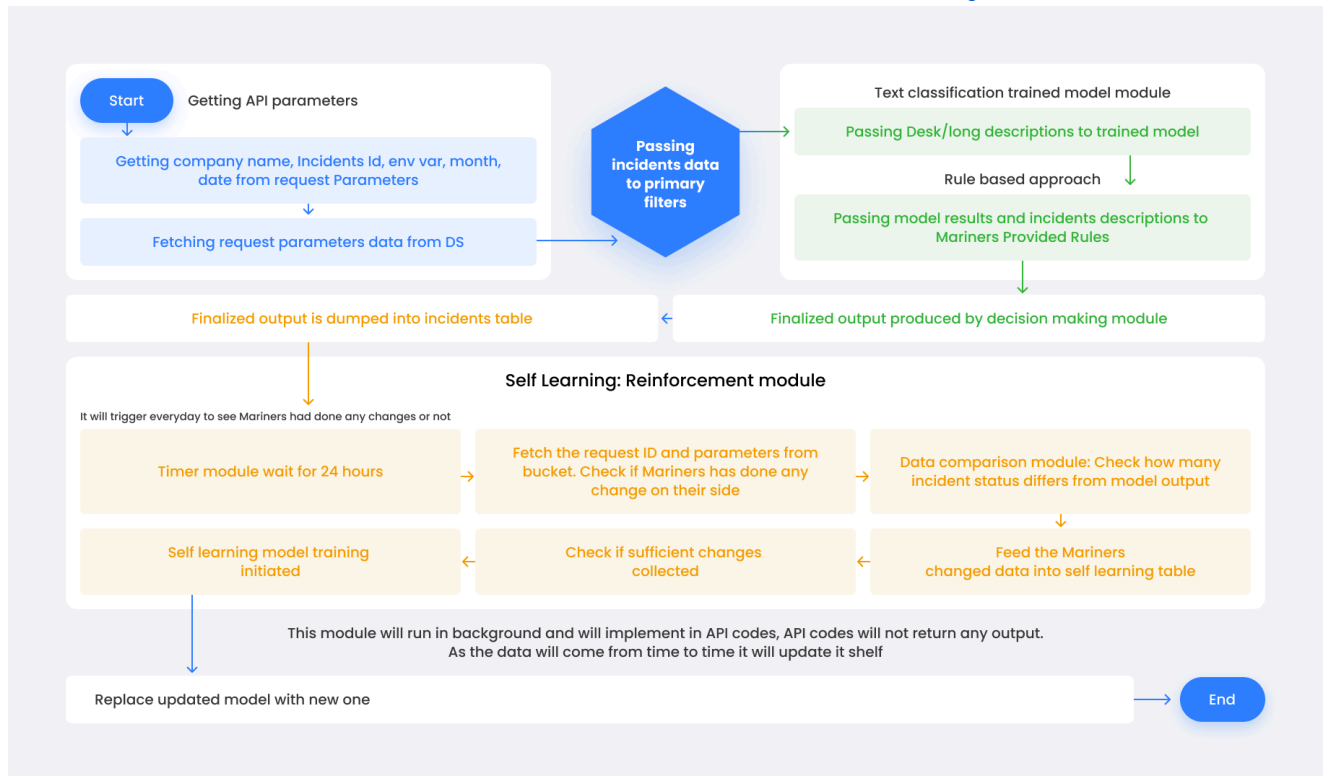 Start
Getting API parameters
Getting company name, Incidents Id, env var, month,
date from request Parameters
Fetching request parameters data from DS
Passing
incidents data
to primary
filters
Text classification trained model module
Passing Desk/long descriptions to trained model
Rule based approach
Passing model results and incidents descriptions to
Mariners Provided Rules
Finalized output produced by decision making module
Finalized output is dumped into incidents table
Self Learning: Reinforcement module
It will trigger everyday to see Mariners had done any changes or not
Timer module wait for 24 hours
Fetch the request ID and parameters from
bucket. Check if Mariners has done any
change on their side
Data comparison module: Check how many
incident status differs from model output
Feed the Mariners
changed data into self learning table
Check if sufficient changes
collected
Self learning model training
initiated
This module will run in background and will implement in API codes, API codes will not return any output.
As the data will come from time to time it will update it shelf
Replace updated model with new one
End